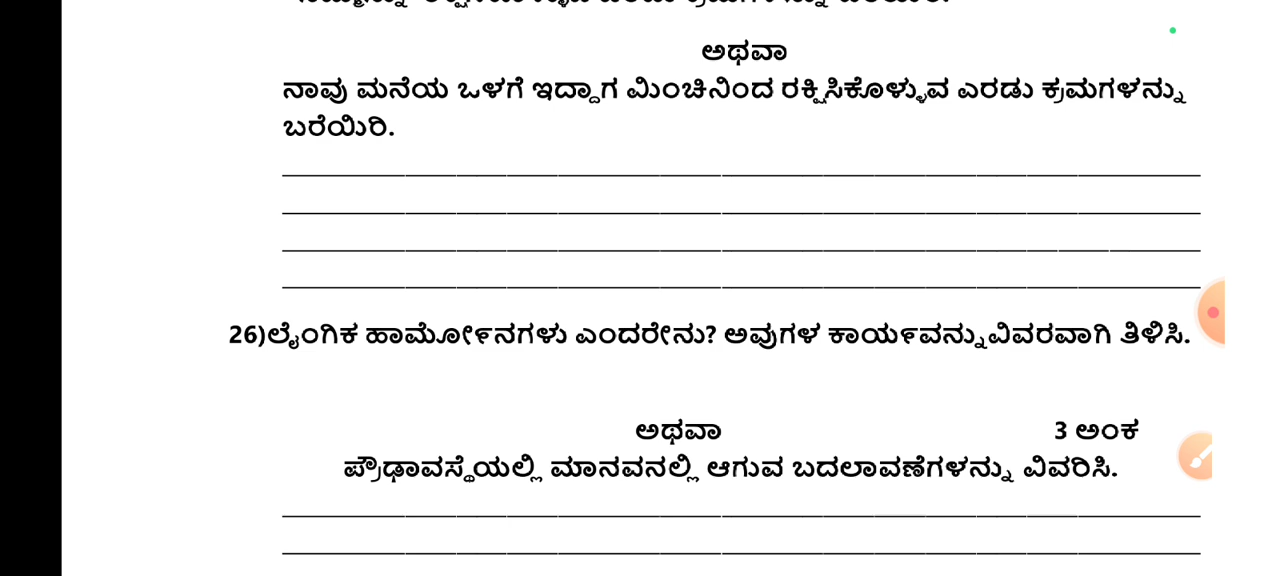 ಅಥವಾ
ನಾವು ಮನೆಯ ಒಳಗೆ ಇದ್ದಾಗ ಮಿಂಚಿನಿಂದ ರಕ್ಷಿಸಿಕೊಳ್ಳುವ ಎರಡು ಕ್ರಮಗಳನ್ನು
ಬರೆಯಿರಿ.
26)ಲೈಂಗಿಕ ಹಾರ್ಮೋನಗಳು ಎಂದರೇನು? ಅವುಗಳ ಕಾರ್ಯವನ್ನುವಿವರವಾಗಿ ತಿಳಿಸಿ.
ಅಥವಾ 3 ಅಂಕ
ಪ್ರೌಢಾವಸ್ಥೆಯಲ್ಲಿ ಮಾನವನಲ್ಲಿ ಆಗುವ ಬದಲಾವಣೆಗಳನ್ನು ವಿವರಿಸಿ.